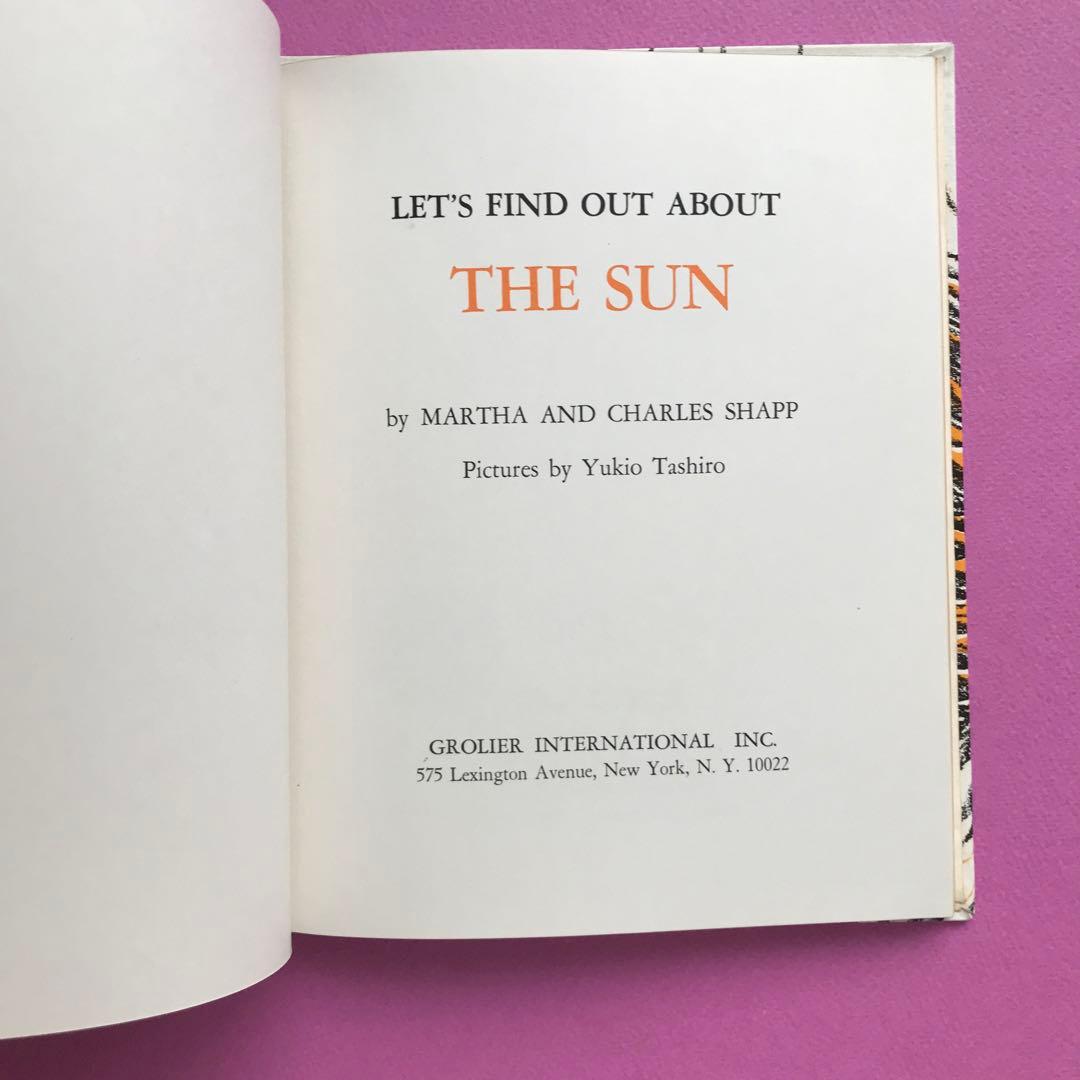 LET'S FIND OUT ABOUT
THE SUN
by MARTHA AND CHARLES SHAPP
Pictures by Yukio Tashiro
GROLIER INTERNATIONAL INC.
575 Lexington Avenue, New York, N. Y. 10022